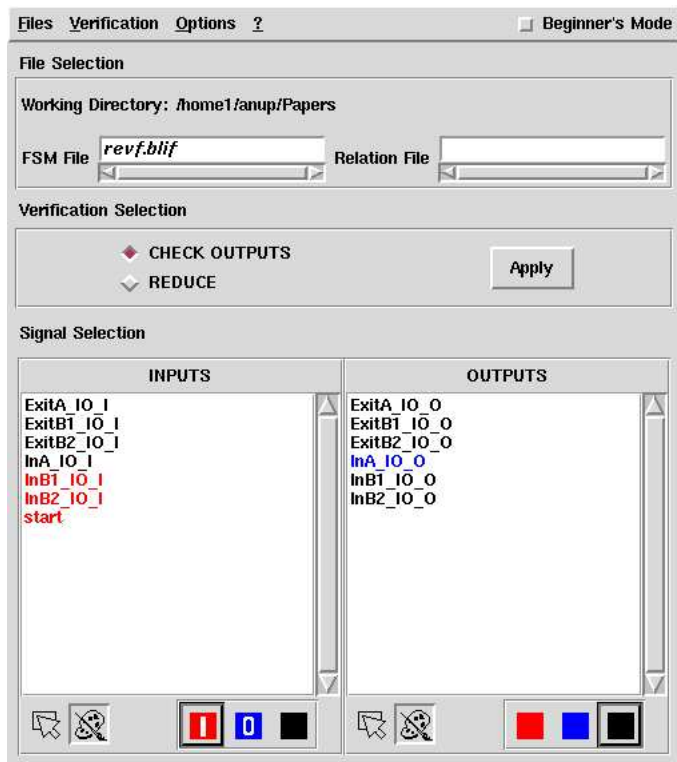 Files Verification Options ? Beginner's Mode
File Selection
Working Directory: /home1/anup/Papers
FSM File revf.blif Relation File
Verification Selection
CHECK OUTPUTS
REDUCE
Apply
Signal Selection
INPUTS
ExitA_IO_I
ExitB1_IO_I
ExitB2_IO_I
InA_IO_I
InB1_IO_I
InB2_IO_I
start
I 0
OUTPUTS
ExitA_IO_O
ExitB1_IO_O
ExitB2_IO_O
InA_IO_O
InB1_IO_O
InB2_IO_O